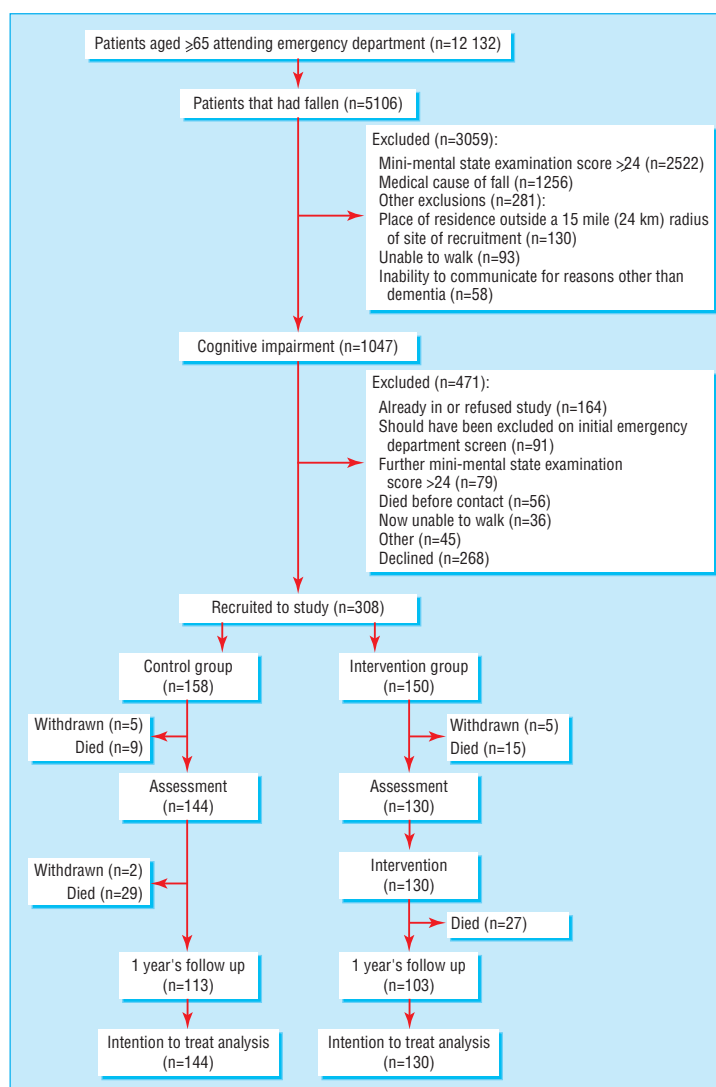 Patients aged ⩾65 attending emergency department (n=12 132)
Patients that had fallen (n=5106)
Excluded (n=3059):
Mini-mental state examination score ⩾24 (n=2522)
Medical cause of fall (n=1256)
Other exclusions (n=281):
Place of residence outside a 15 mile (24 km) radius
of site of recruitment (n=130)
Unable to walk (n=93)
Inability to communicate for reasons other than
dementia (n=58)
Cognitive impairment (n=1047)
Excluded (n=471):
Already in or refused study (n=164)
Should have been excluded on initial emergency
department screen (n=91)
Further mini-mental state examination
score >24 (n=79)
Died before contact (n=56)
Now unable to walk (n=36)
Other (n=45)
Declined (n=268)
Recruited to study (n=308)
Control group
(n=158)
Intervention group
(n=150)
Withdrawn (n=5)
Died (n=9)
Withdrawn (n=5)
Died (n=15)
Assessment
(n=144)
Assessment
(n=130)
Intervention
(n=130)
Withdrawn (n=2)
Died (n=29)
Died (n=27)
1 year's follow up
(n=113)
1 year's follow up
(n=103)
Intention to treat analysis
(n=144)
Intention to treat analysis
(n=130)